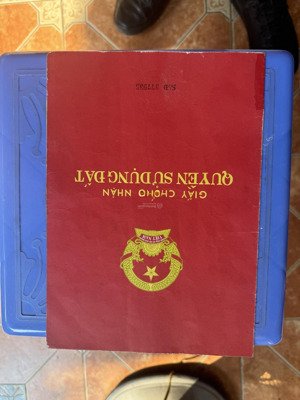 GIẤY CHỨNG NHẬN
QUYỀN SỬ DỤNG ĐẤT